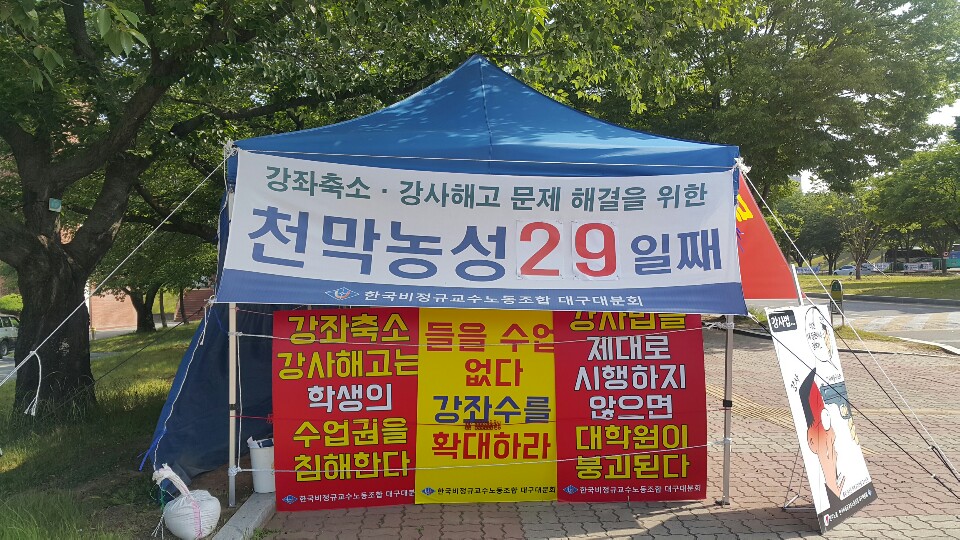 강좌축소 · 강사해고 문제 해결을 위한
천막농성 29 일째
한국비정규교수노동조합 대구대분회
강좌축소
강사해고는
학생의
수업권을
침해한다
한국비정규교수노동조합 대구대분회
들을 수업
없다
강좌수를
확대하라
한국비정규교수노동조합 대구대분회
강사법을
제대로
시행하지
않으면
대학원이
붕괴된다
한국비정규교수노동조합 대구대분회
강사법...